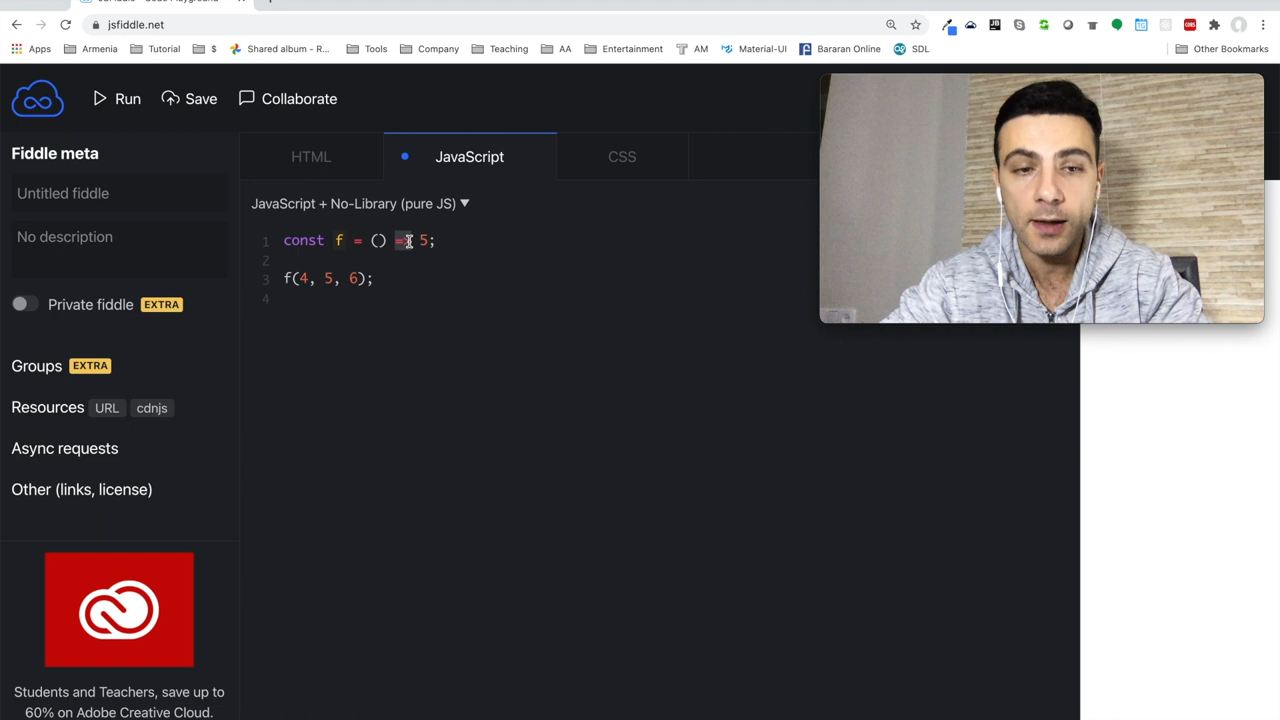 jsfiddle.net
Apps Armenia Tutorial $ Shared album - R... Tools Company Teaching AA Entertainment AM Material-UI Bararan Online SDL Other Bookmarks
Run Save Collaborate
Fiddle meta
Untitled fiddle
No description
Private fiddle EXTRA
Groups EXTRA
Resources URL cdnjs
Async requests
Other (links, license)
Students and Teachers, save up to
60% on Adobe Creative Cloud.
HTML JavaScript CSS
JavaScript + No-Library (pure JS) ▼
1 const f = () => 5;
2
3 f(4, 5, 6);
4